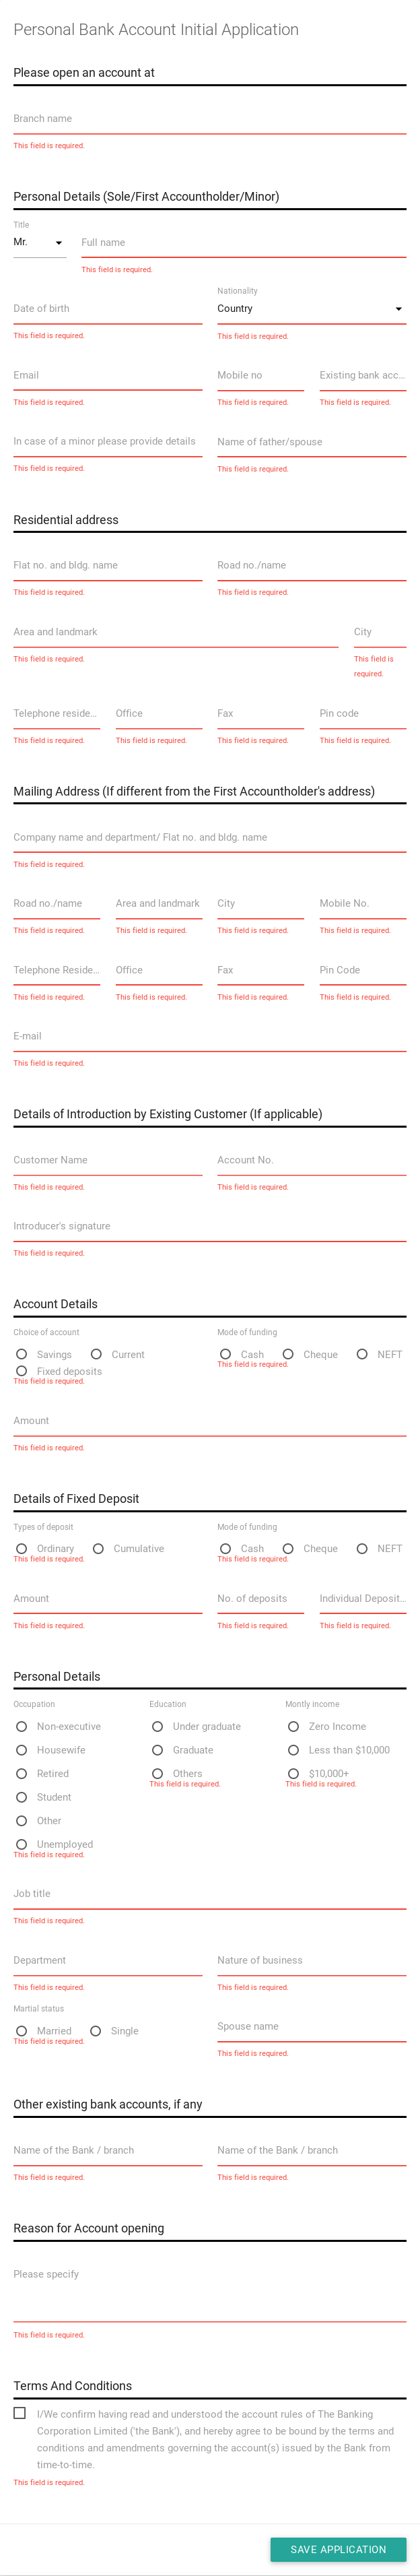 Personal Bank Account Initial Application
Please open an account at
Branch name
This field is required.
Personal Details (Sole/First Accountholder/Minor)
Title
Mr. Full name
This field is required.
Nationality
Date of birth Country
This field is required. This field is required.
Email Mobile no Existing bank acc...
This field is required. This field is required. This field is required.
In case of a minor please provide details Name of father/spouse
This field is required. This field is required.
Residential address
Flat no. and bldg. name Road no./name
This field is required. This field is required.
Area and landmark City
This field is required. This field is
required.
Telephone reside... Office Fax Pin code
This field is required. This field is required. This field is required. This field is required.
Mailing Address (If different from the First Accountholder's address)
Company name and department/ Flat no. and bldg. name
This field is required.
Road no./name Area and landmark City Mobile No.
This field is required. This field is required. This field is required. This field is required.
Telephone Reside... Office Fax Pin Code
This field is required. This field is required. This field is required. This field is required.
E-mail
This field is required.
Details of Introduction by Existing Customer (If applicable)
Customer Name Account No.
This field is required. This field is required.
Introducer's signature
This field is required.
Account Details
Choice of account Mode of funding
Savings Current Cash Cheque NEFT
This field is required.
Fixed deposits
This field is required.
Amount
This field is required.
Details of Fixed Deposit
Types of deposit Mode of funding
Ordinary Cumulative Cash Cheque NEFT
This field is required. This field is required.
Amount No. of deposits Individual Deposit...
This field is required. This field is required. This field is required.
Personal Details
Occupation Education Montly income
Non-executive Under graduate Zero Income
Housewife Graduate Less than $10,000
Retired Others $10,000+
This field is required. This field is required.
Student
Other
Unemployed
This field is required.
Job title
This field is required.
Department Nature of business
This field is required. This field is required.
Martial status
Married Single Spouse name
This field is required.
This field is required.
Other existing bank accounts, if any
Name of the Bank / branch Name of the Bank / branch
This field is required. This field is required.
Reason for Account opening
Please specify
This field is required.
Terms And Conditions
I/We confirm having read and understood the account rules of The Banking
Corporation Limited ('the Bank'), and hereby agree to be bound by the terms and
conditions and amendments governing the account(s) issued by the Bank from
time-to-time.
This field is required.
SAVE APPLICATION